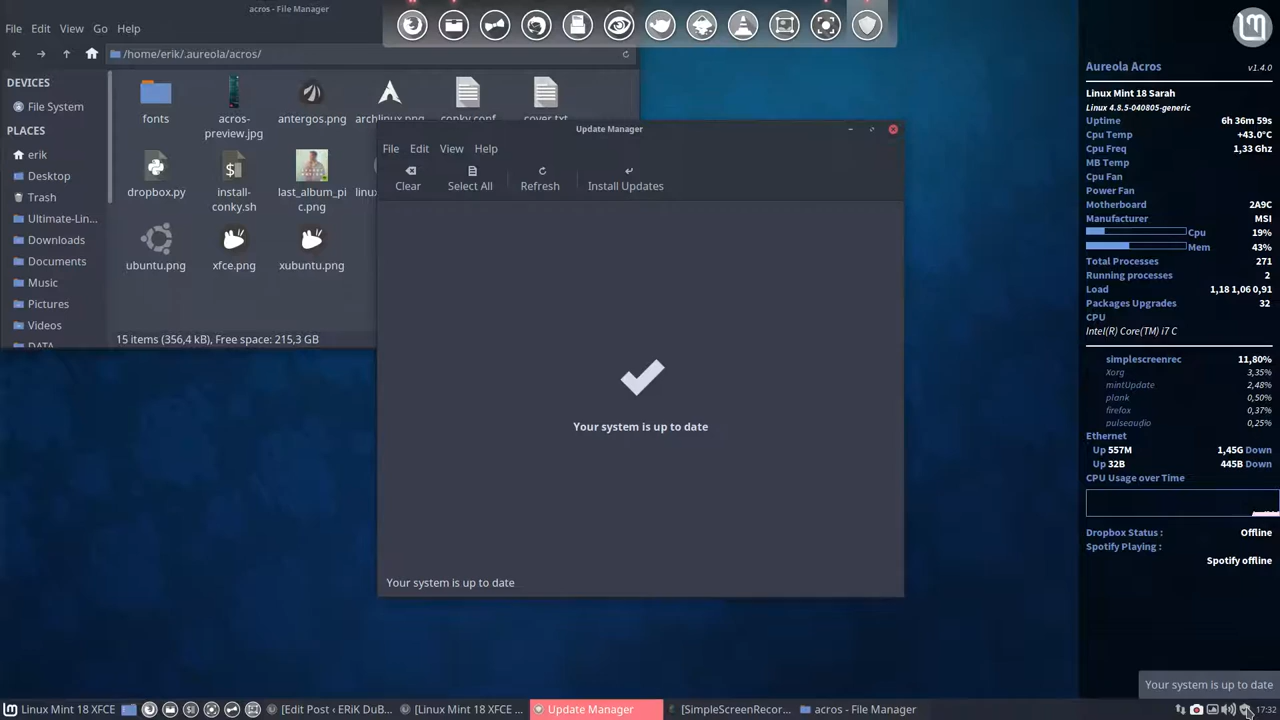 acros - File Manager
File Edit View Go Help
/home/erik/.aureola/acros/
DEVICES
File System
PLACES
erik
Desktop
Trash
Ultimate-Lin...
Downloads
Documents
Music
Pictures
Videos
DATA
fonts
acros-preview.jpg
antergos.png
archlinux.png
conky.conf
cover.txt
dropbox.py
install-conky.sh
last_album_pic.png
ubuntu.png
xfce.png
xubuntu.png
15 items (356,4 kB), Free space: 215,3 GB
Update Manager
File Edit View Help
Clear Select All Refresh Install Updates
Your system is up to date
Your system is up to date
Aureola Acros v1.4.0
Linux Mint 18 Sarah
Linux 4.8.5-040805-generic
Uptime 6h 36m 59s
Cpu Temp +43.0°C
Cpu Freq 1,33 Ghz
MB Temp
Cpu Fan
Power Fan
Motherboard 2A9C
Manufacturer MSI
Cpu 19%
Mem 43%
Total Processes 271
Running processes 2
Load 1,18 1,06 0,91
Packages Upgrades 32
CPU
Intel(R) Core(TM) i7 C
simplescreenrec 11,80%
Xorg 3,35%
mintUpdate 2,48%
plank 0,50%
firefox 0,37%
pulseaudio 0,25%
Ethernet
Up 557M 1,45G Down
Up 32B 445B Down
CPU Usage over Time
Dropbox Status : Offline
Spotify Playing :
Spotify offline
Your system is up to date
Linux Mint 18 XFCE [Edit Post ‹ ERiK DuB... [Linux Mint 18 XFCE ... Update Manager [SimpleScreenRecor... acros - File Manager 17:32